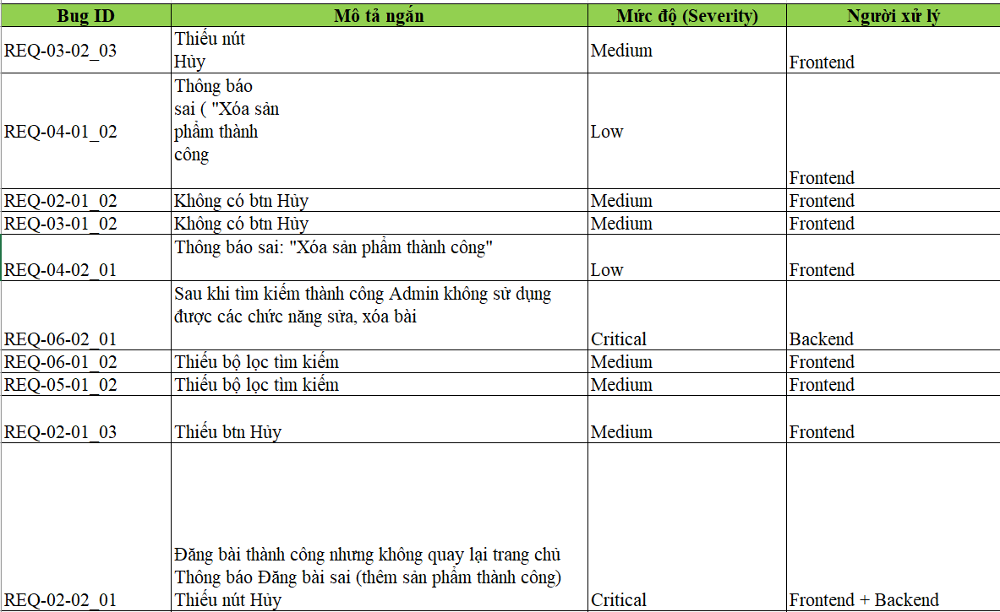 Bug ID Mô tả ngắn Mức độ (Severity) Người xử lý
REQ-03-02_03 Thiếu nút
Hủy Medium Frontend
REQ-04-01_02 Thông báo
sai ( "Xóa sản
phẩm thành
công Low Frontend
REQ-02-01_02 Không có btn Hủy Medium Frontend
REQ-03-01_02 Không có btn Hủy Medium Frontend
REQ-04-02_01 Thông báo sai: "Xóa sản phẩm thành công" Low Frontend
REQ-06-02_01 Sau khi tìm kiếm thành công Admin không sử dụng
được các chức năng sửa, xóa bài Critical Backend
REQ-06-01_02 Thiếu bộ lọc tìm kiếm Medium Frontend
REQ-05-01_02 Thiếu bộ lọc tìm kiếm Medium Frontend
REQ-02-01_03 Thiếu btn Hủy Medium Frontend
REQ-02-02_01 Đăng bài thành công nhưng không quay lại trang chủ
Thông báo Đăng bài sai (thêm sản phẩm thành công)
Thiếu nút Hủy Critical Frontend + Backend